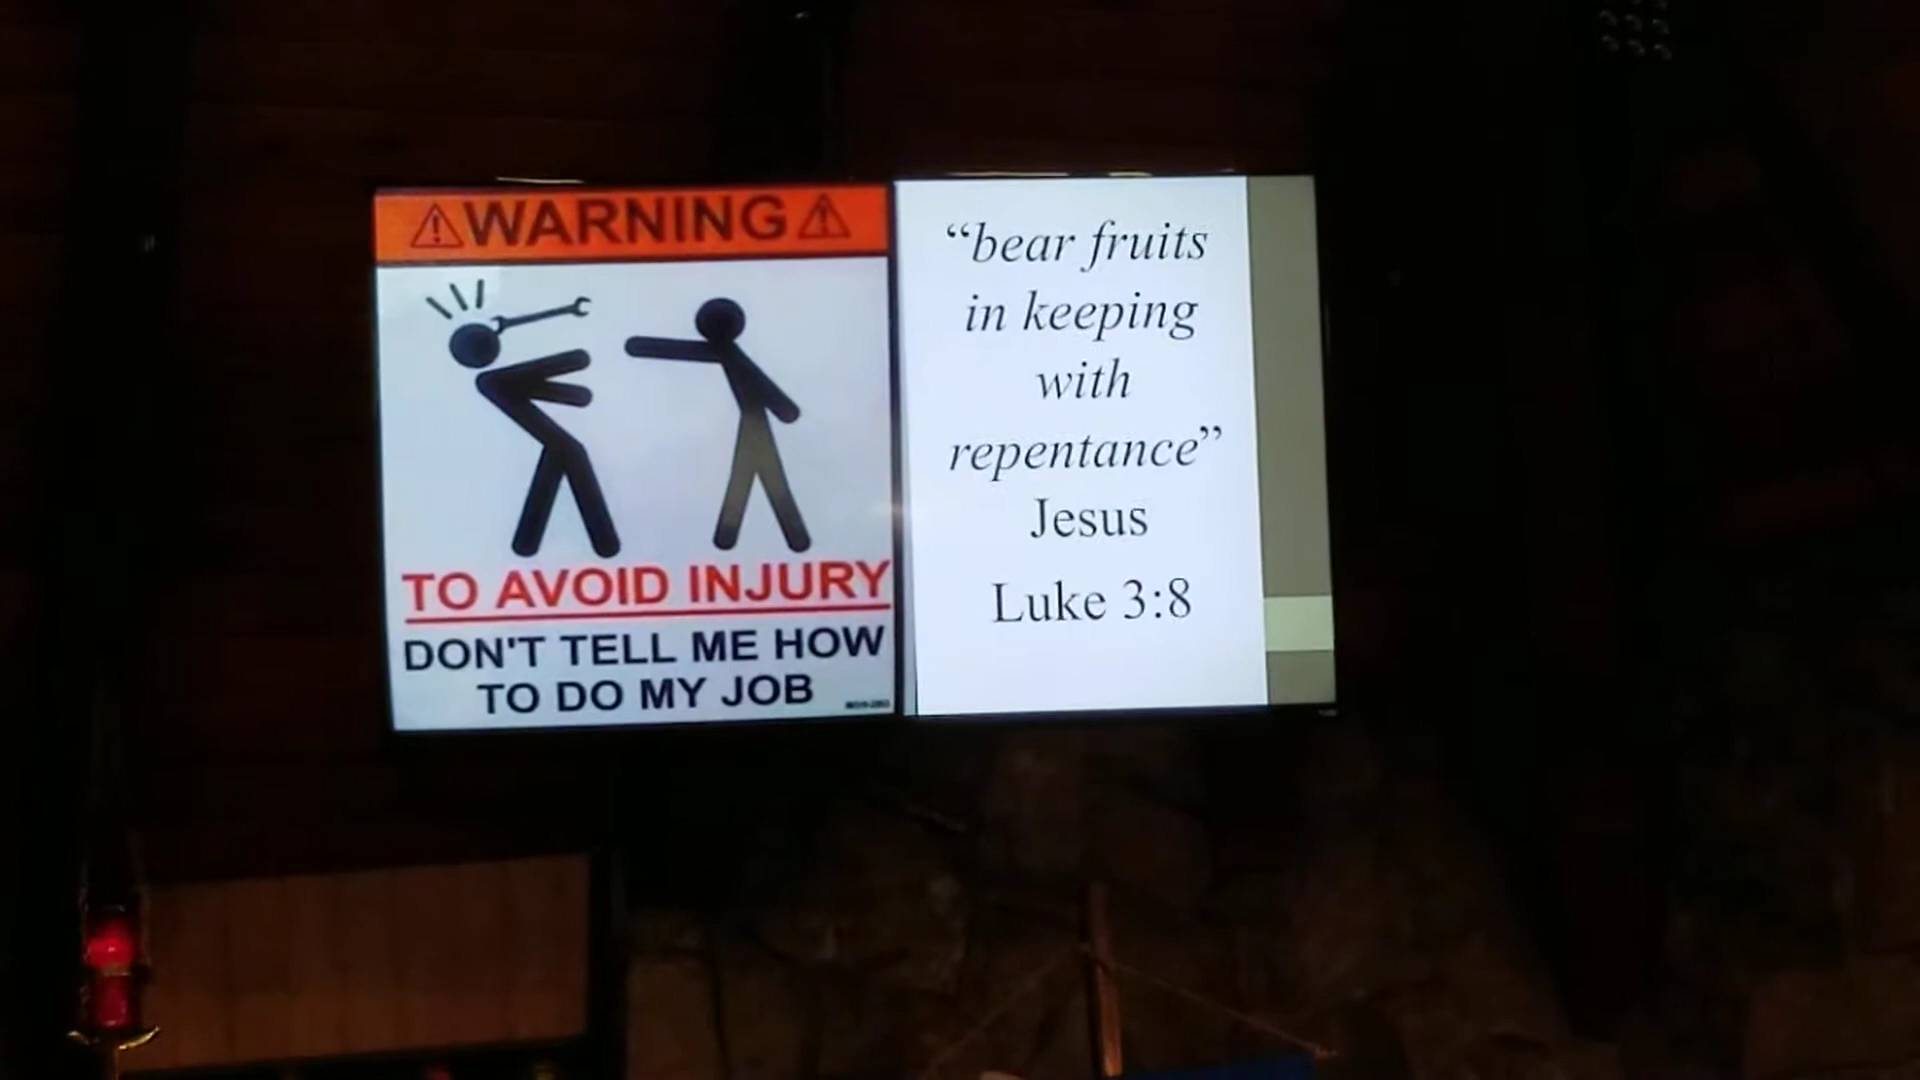 WARNING
TO AVOID INJURY
DON'T TELL ME HOW
TO DO MY JOB
“bear fruits
in keeping
with
repentance”
Jesus
Luke 3:8